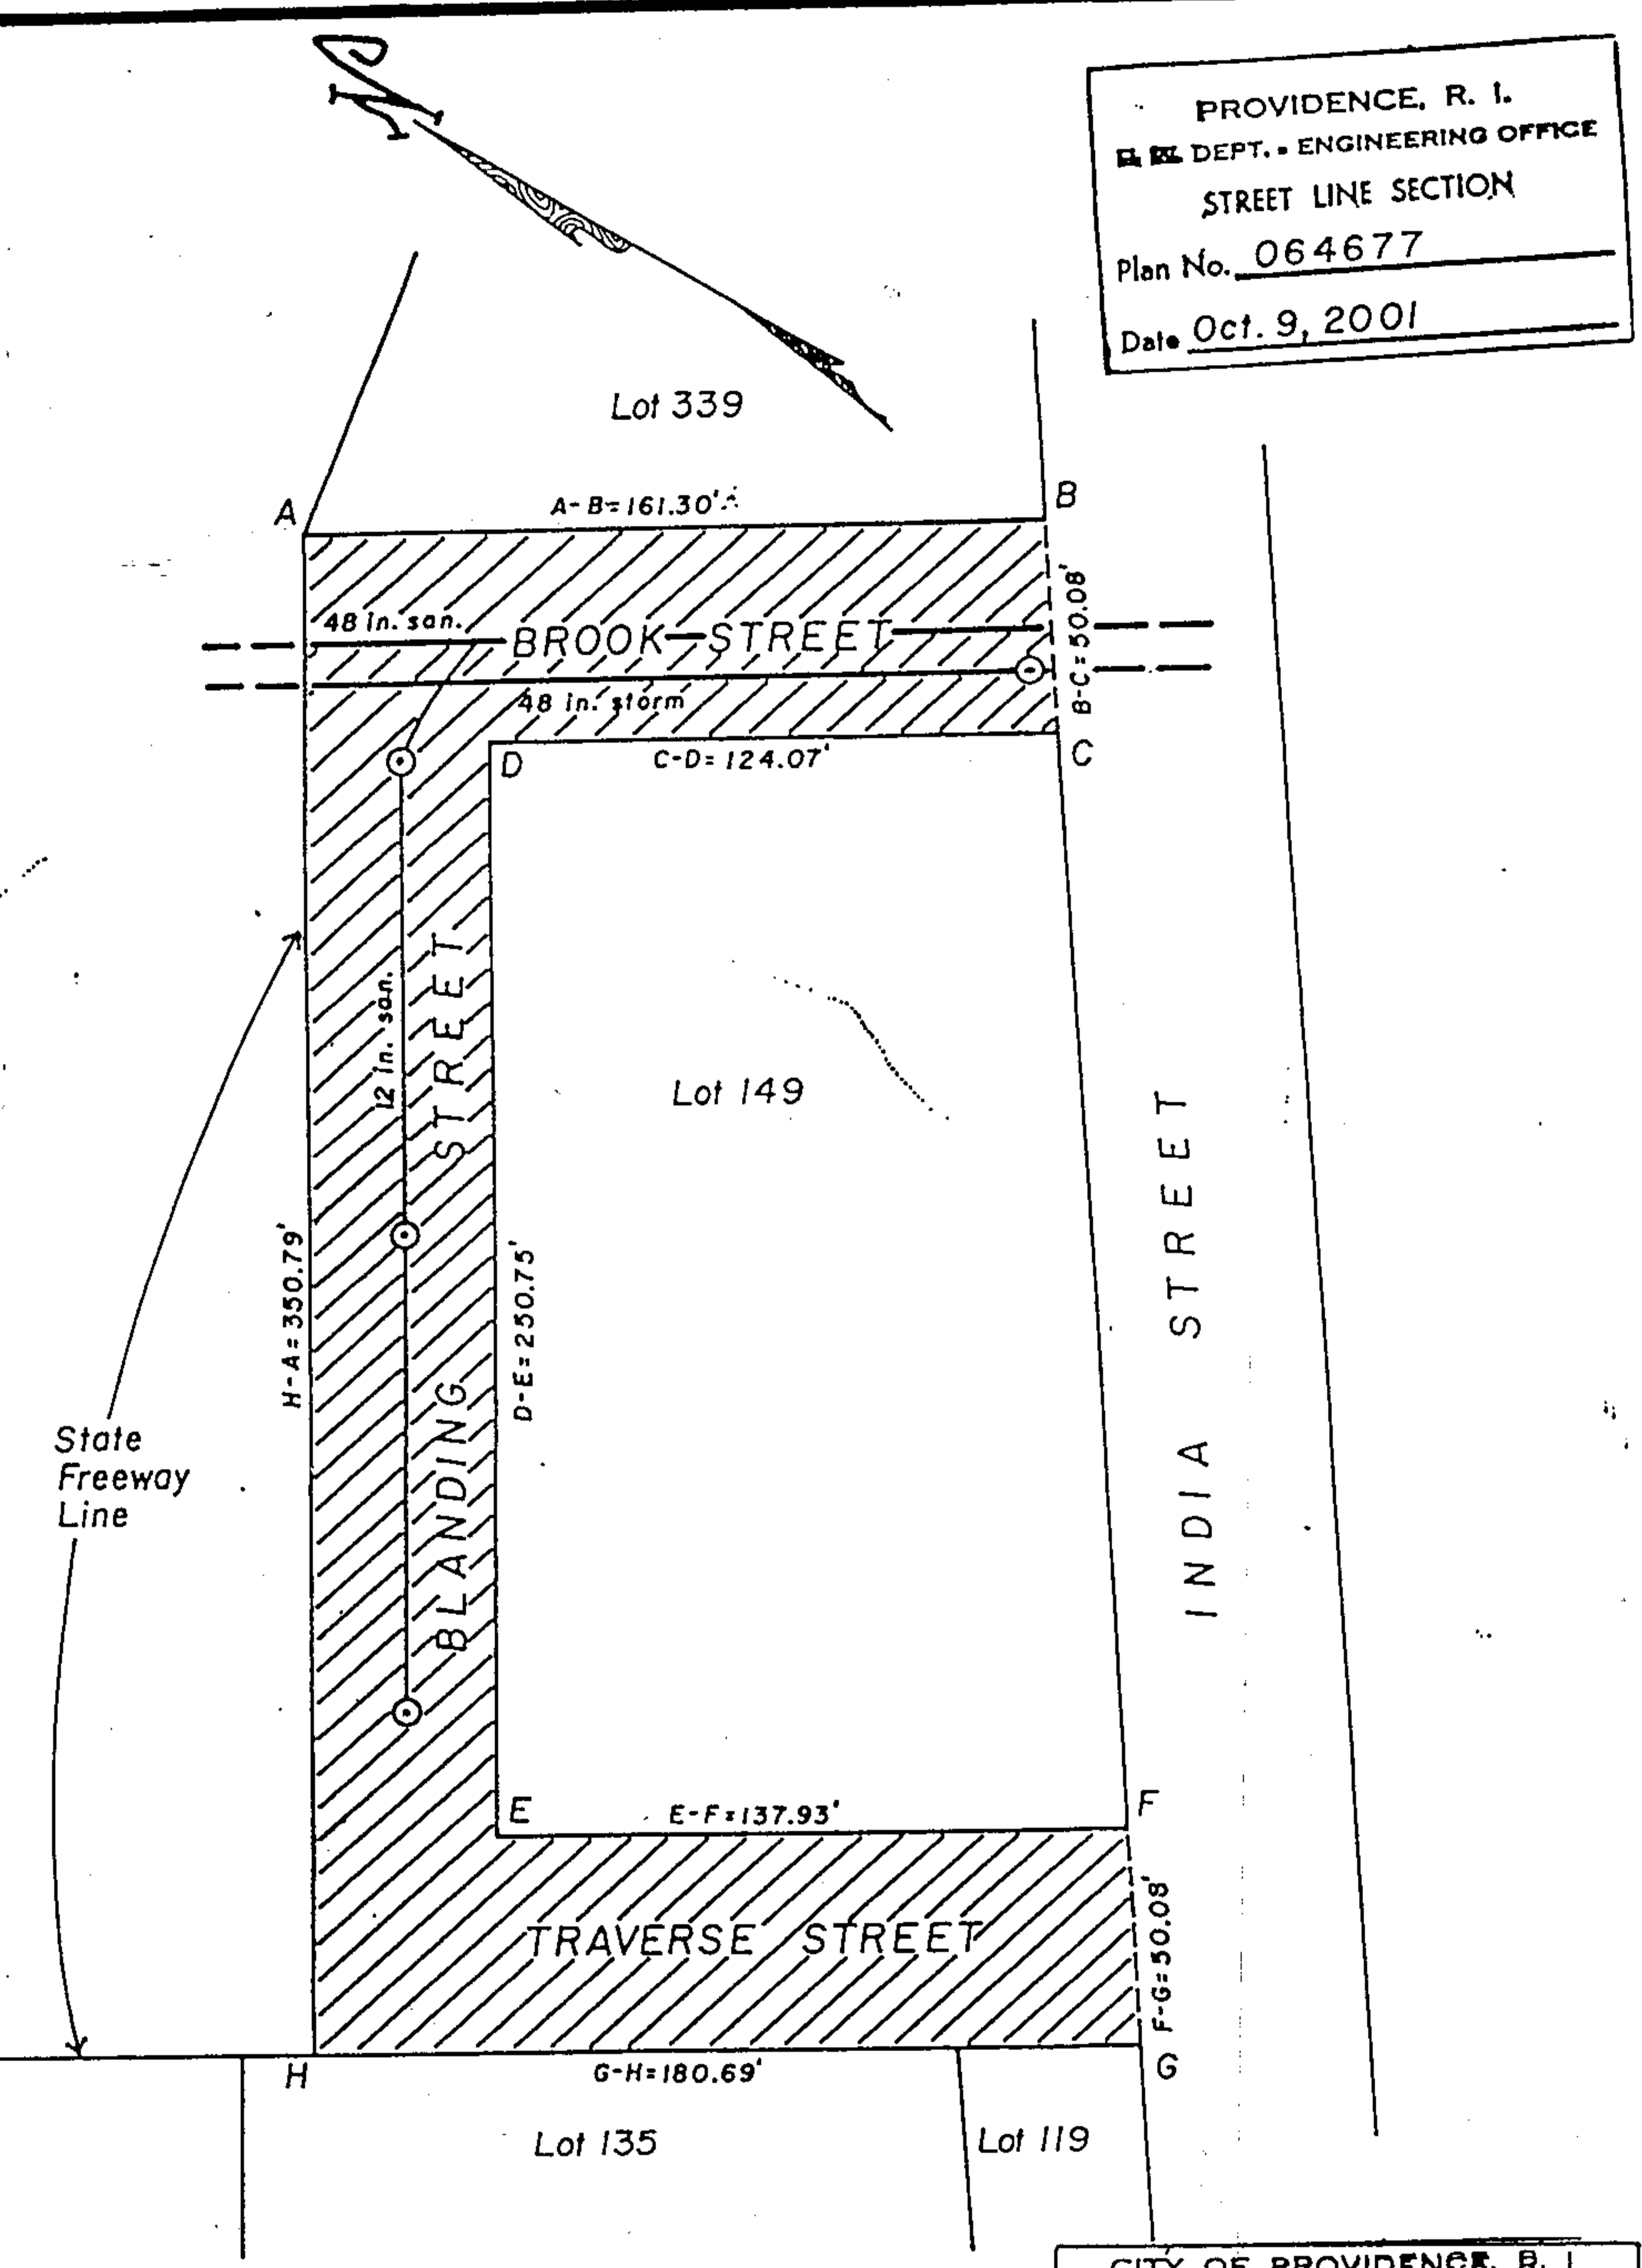 N
PROVIDENCE, R. I.
DEPT. - ENGINEERING OFFICE
STREET LINE SECTION
Plan No. 064677
Date Oct. 9, 2001
Lot 339
A
A-B=161.30'
B
B-C=50.08'
48 in. san.
BROOK STREET
48 in. storm
D
C-D=124.07'
C
12 in. san.
BLANDING STREET
Lot 149
INDIA STREET
H-A=350.79'
D-E=250.75'
State
Freeway
Line
E
E-F=137.93'
F
TRAVERSE STREET
F-G=50.08'
H
G-H=180.69'
G
Lot 135
Lot 119
CITY OF PROVIDENCE, R. I.